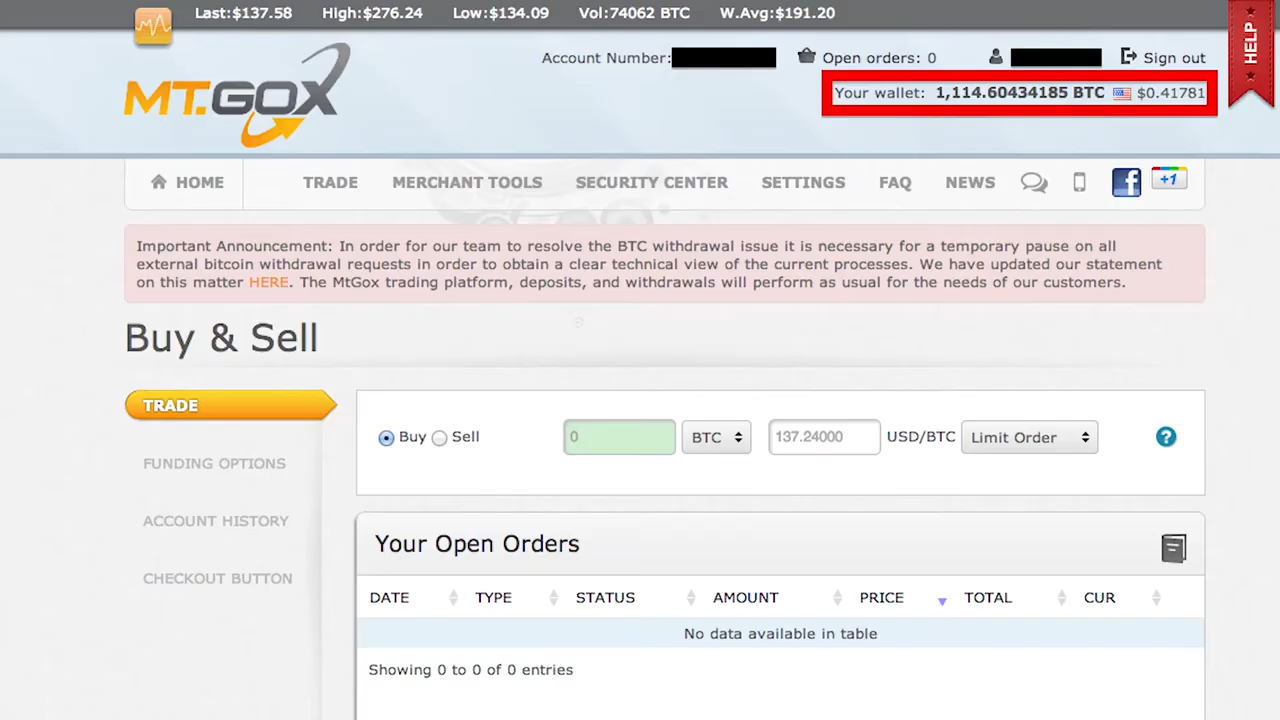 Last:$137.58 High:$276.24 Low:$134.09 Vol:74062 BTC W.Avg:$191.20
HELP
Account Number: Open orders: 0 Sign out
MT.GOX
Your wallet: 1,114.60434185 BTC $0.41781
HOME TRADE MERCHANT TOOLS SECURITY CENTER SETTINGS FAQ NEWS f +1
Important Announcement: In order for our team to resolve the BTC withdrawal issue it is necessary for a temporary pause on all
external bitcoin withdrawal requests in order to obtain a clear technical view of the current processes. We have updated our statement
on this matter HERE. The MtGox trading platform, deposits, and withdrawals will perform as usual for the needs of our customers.
Buy & Sell
TRADE
FUNDING OPTIONS
ACCOUNT HISTORY
CHECKOUT BUTTON
Buy Sell 0 BTC 137.24000 USD/BTC Limit Order ?
Your Open Orders
DATE TYPE STATUS AMOUNT PRICE TOTAL CUR
No data available in table
Showing 0 to 0 of 0 entries